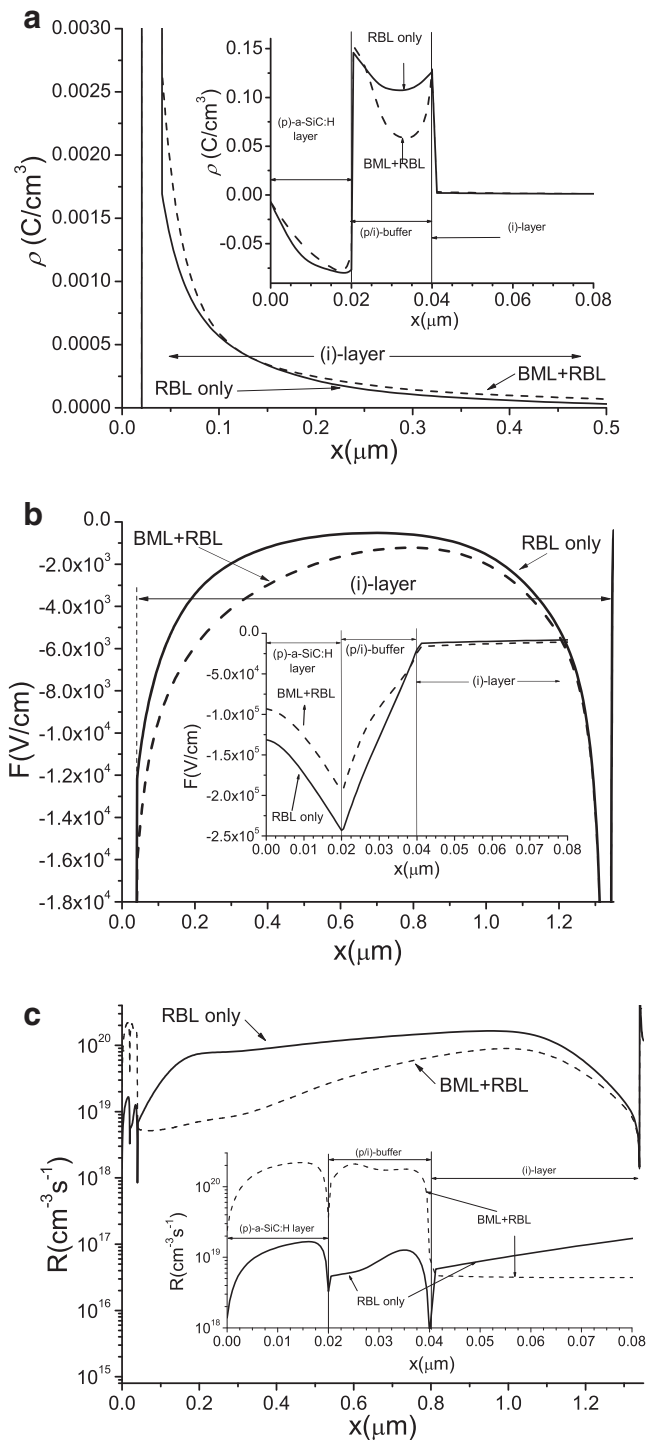 a
0.0030
0.0025
0.0020
0.0015
0.0010
0.0005
0.0000
ρ (C/cm³)
0.0 0.1 0.2 0.3 0.4 0.5
x(μm)
RBL only
(i)-layer
BML+RBL
0.15
0.10
0.05
0.00
-0.05
ρ (C/cm³)
RBL only
(p)-a-SiC:H
layer
BML+RBL
(p/i)-buffer
(i)-layer
0.00 0.02 0.04 0.06 0.08
x(μm)
b
0.0
-2.0x10³
-4.0x10³
-6.0x10³
-8.0x10³
-1.0x10⁴
-1.2x10⁴
-1.4x10⁴
-1.6x10⁴
-1.8x10⁴
F(V/cm)
BML+RBL
RBL only
(i)-layer
0.0 0.2 0.4 0.6 0.8 1.0 1.2
x(μm)
0.0
-5.0x10⁴
-1.0x10⁵
-1.5x10⁵
-2.0x10⁵
-2.5x10⁵
F(V/cm)
(p)-a-SiC:H
layer
(p/i)-buffer
BML+RBL
(i)-layer
RBL only
0.00 0.01 0.02 0.03 0.04 0.05 0.06 0.07 0.08
x(μm)
c
10²⁰
10¹⁹
10¹⁸
10¹⁷
10¹⁶
10¹⁵
R(cm⁻³s⁻¹)
RBL only
BML+RBL
0.0 0.2 0.4 0.6 0.8 1.0 1.2
x(μm)
10²⁰
10¹⁹
10¹⁸
R(cm⁻³s⁻¹)
(p/i)-buffer
(i)-layer
BML+RBL
(p)-a-SiC:H layer
RBL only
0.00 0.01 0.02 0.03 0.04 0.05 0.06 0.07 0.08
x(μm)